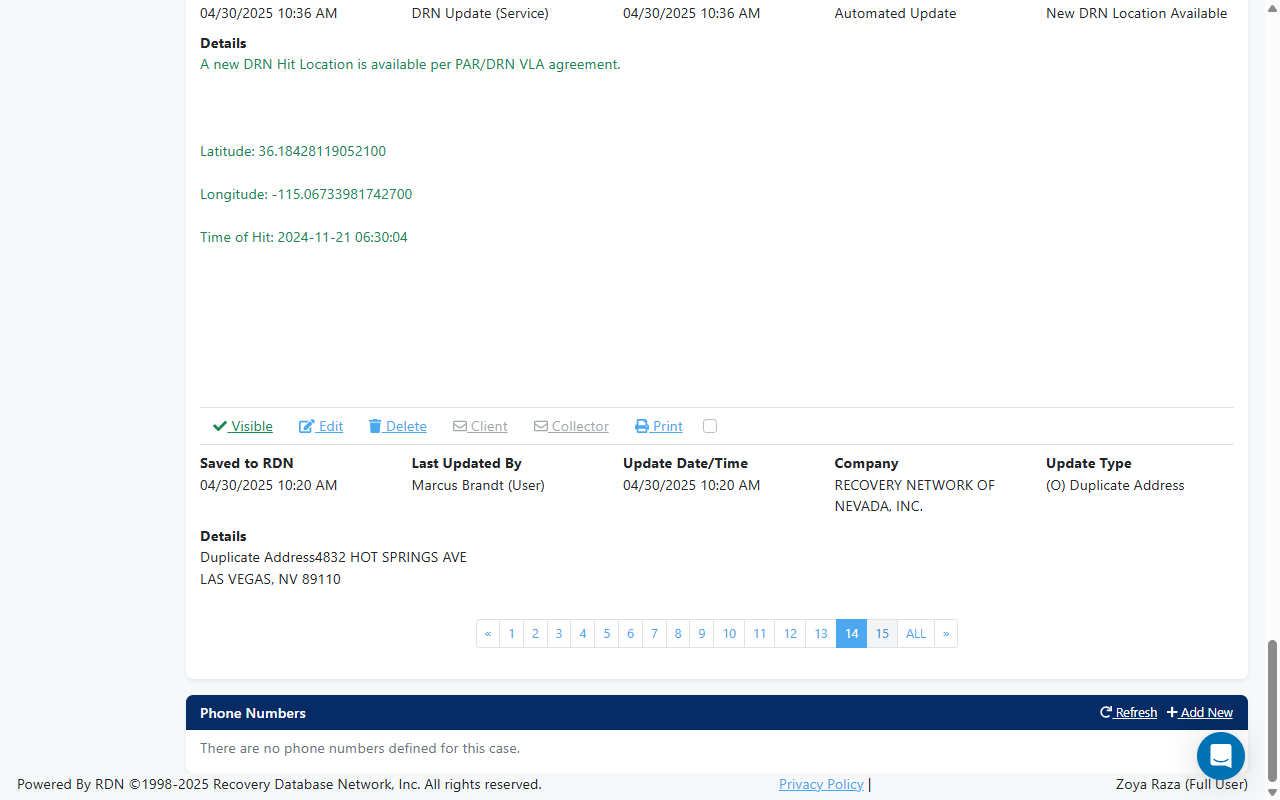 04/30/2025 10:36 AM DRN Update (Service) 04/30/2025 10:36 AM Automated Update New DRN Location Available
Details
A new DRN Hit Location is available per PAR/DRN VLA agreement.
Latitude: 36.18428119052100
Longitude: -115.06733981742700
Time of Hit: 2024-11-21 06:30:04
Visible Edit Delete Client Collector Print
Saved to RDN Last Updated By Update Date/Time Company Update Type
04/30/2025 10:20 AM Marcus Brandt (User) 04/30/2025 10:20 AM RECOVERY NETWORK OF (O) Duplicate Address
NEVADA, INC.
Details
Duplicate Address4832 HOT SPRINGS AVE
LAS VEGAS, NV 89110
« 1 2 3 4 5 6 7 8 9 10 11 12 13 14 15 ALL »
Phone Numbers Refresh Add New
There are no phone numbers defined for this case.
Powered By RDN ©1998-2025 Recovery Database Network, Inc. All rights reserved. Privacy Policy | Zoya Raza (Full User)